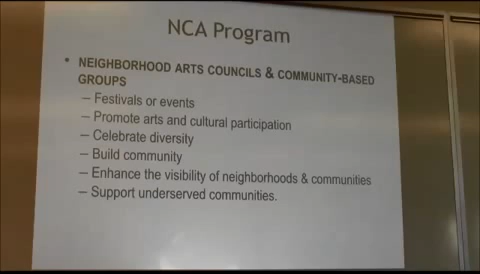 NCA Program
• NEIGHBORHOOD ARTS COUNCILS & COMMUNITY-BASED
GROUPS
– Festivals or events
– Promote arts and cultural participation
– Celebrate diversity
– Build community
– Enhance the visibility of neighborhoods & communities
– Support underserved communities.